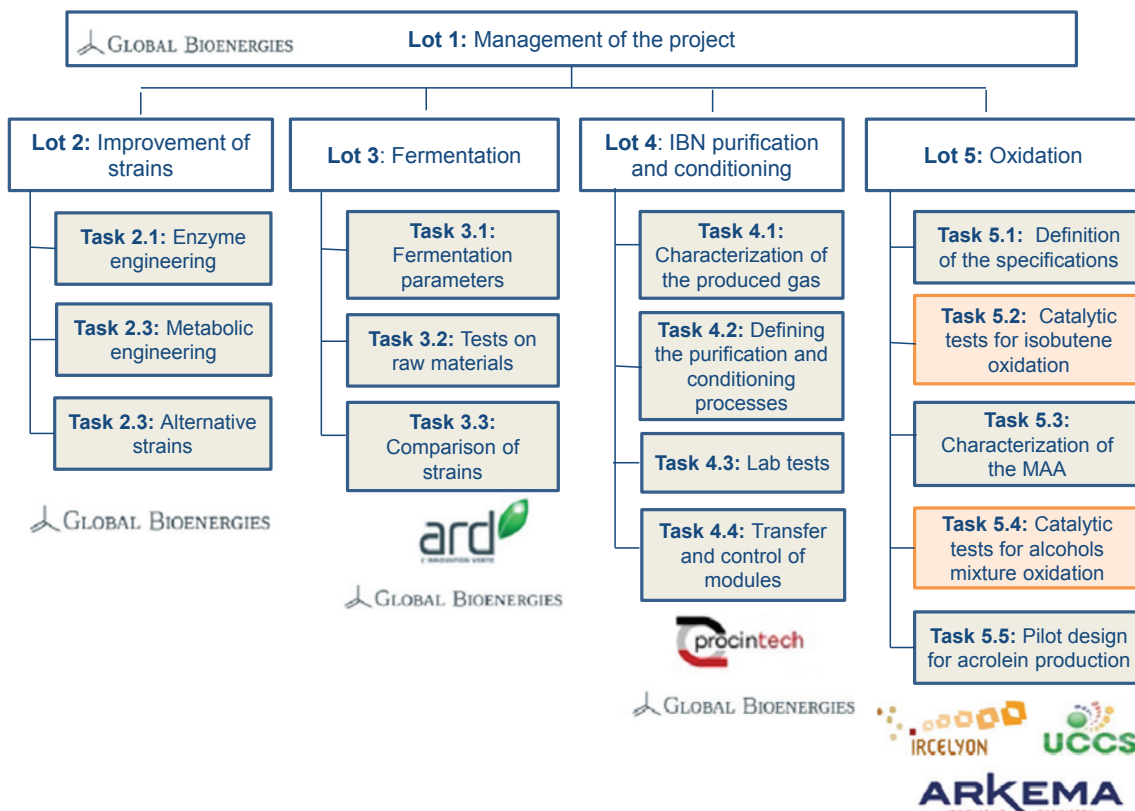 GLOBAL BIOENERGIES
Lot 1: Management of the project
Lot 2: Improvement of
strains
Task 2.1: Enzyme
engineering
Task 2.3: Metabolic
engineering
Task 2.3: Alternative
strains
GLOBAL BIOENERGIES
Lot 3: Fermentation
Task 3.1:
Fermentation
parameters
Task 3.2: Tests on
raw materials
Task 3.3:
Comparison of
strains
ard
L'INNOVATION VERTE
GLOBAL BIOENERGIES
Lot 4: IBN purification
and conditioning
Task 4.1:
Characterization of
the produced gas
Task 4.2: Defining
the purification and
conditioning
processes
Task 4.3: Lab tests
Task 4.4: Transfer
and control of
modules
procintech
GLOBAL BIOENERGIES
Lot 5: Oxidation
Task 5.1: Definition
of the specifications
Task 5.2: Catalytic
tests for isobutene
oxidation
Task 5.3:
Characterization of
the MAA
Task 5.4: Catalytic
tests for alcohols
mixture oxidation
Task 5.5: Pilot design
for acrolein production
IRCELYON
UCCS
ARKEMA